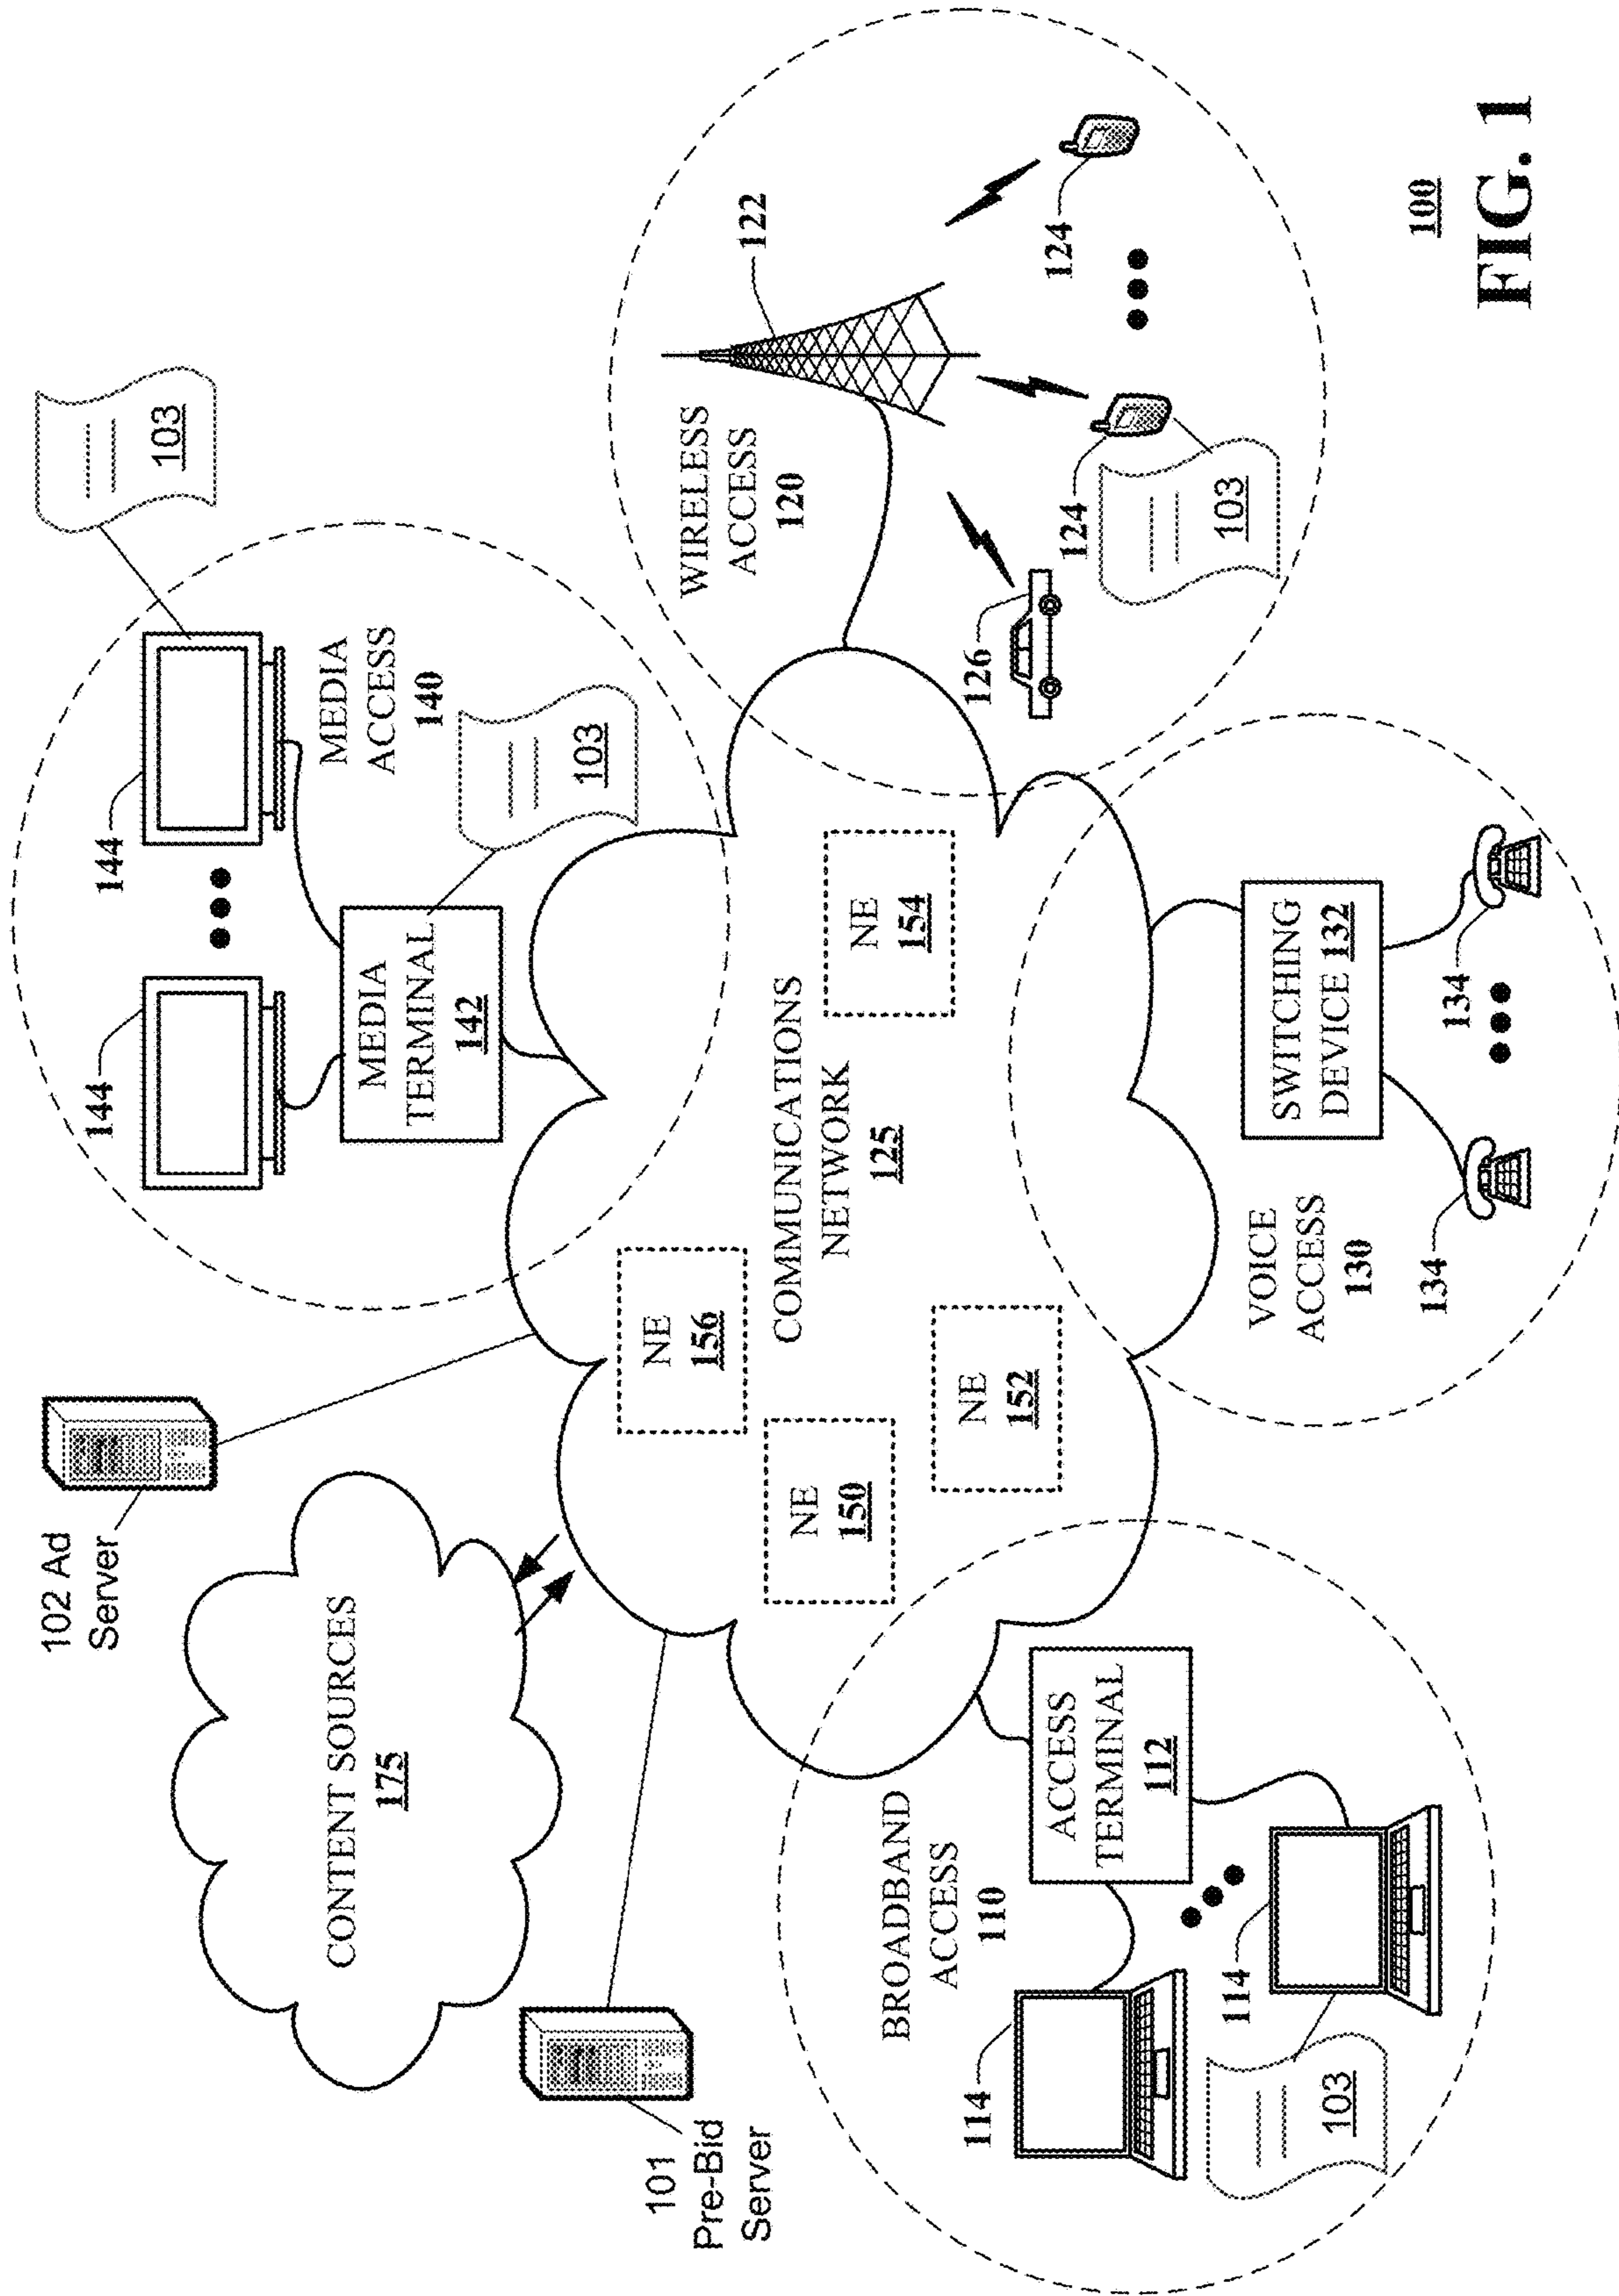 102 Ad
Server
CONTENT SOURCES
175
101
Pre-Bid
Server
144
144
103
MEDIA
TERMINAL
142
MEDIA
ACCESS
140
103
NE
156
NE
150
NE
152
COMMUNICATIONS
NETWORK
125
NE
154
WIRELESS
ACCESS
120
122
126
124
124
103
BROADBAND
ACCESS
110
ACCESS
TERMINAL
112
114
114
103
VOICE
ACCESS
130
SWITCHING
DEVICE 132
134
134
100
FIG. 1